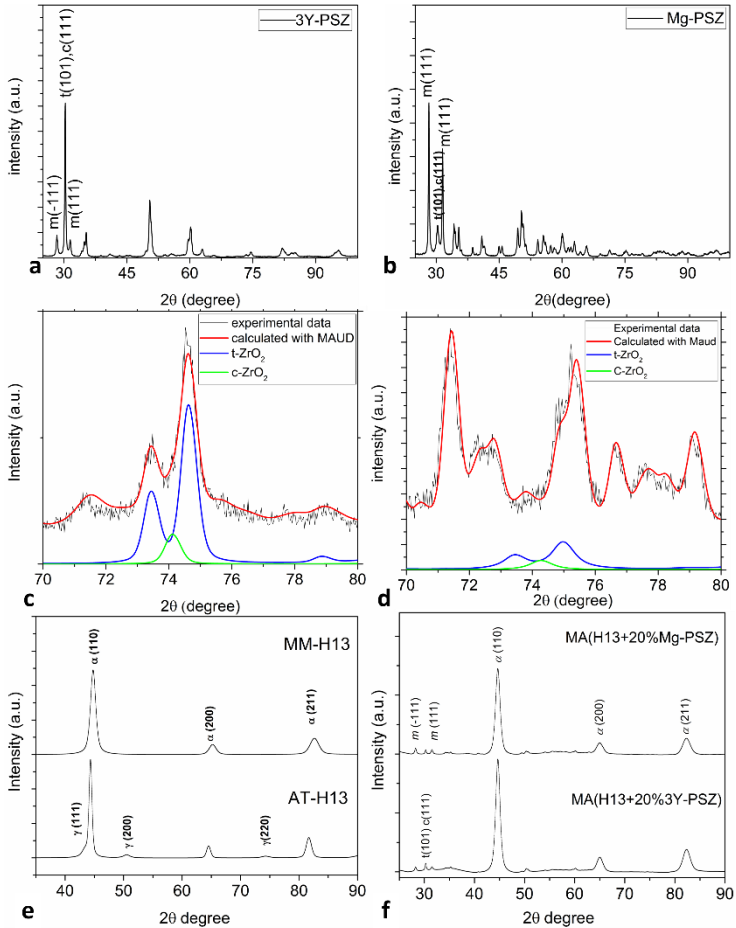 3Y-PSZ
t(101),c(111)
m(-111)
m(111)
intensity (a.u.)
30 45 60 75 90
2θ (degree)
a
Mg-PSZ
m(111)
t(101),c(111)
m(111)
intensity (a.u.)
30 45 60 75 90
2θ(degree)
b
experimental data
calculated with MAUD
t-ZrO2
c-ZrO2
Intensity (a.u.)
70 72 74 76 78 80
2θ (degree)
c
Experimental data
Calculated with Maud
t-ZrO2
C-ZrO2
Intensity (a.u.)
70 72 74 76 78 80
2θ (degree)
d
MM-H13
α (110)
α (200)
α (211)
AT-H13
γ (111)
γ (200)
γ(220)
Intensity (a.u.)
40 50 60 70 80 90
2θ degree
e
MA(H13+20%Mg-PSZ)
α (110)
m (-111)
m (111)
α (200)
α (211)
MA(H13+20%3Y-PSZ)
t(101) c(111)
Intensity (a.u.)
30 40 50 60 70 80 90
2θ degree
f